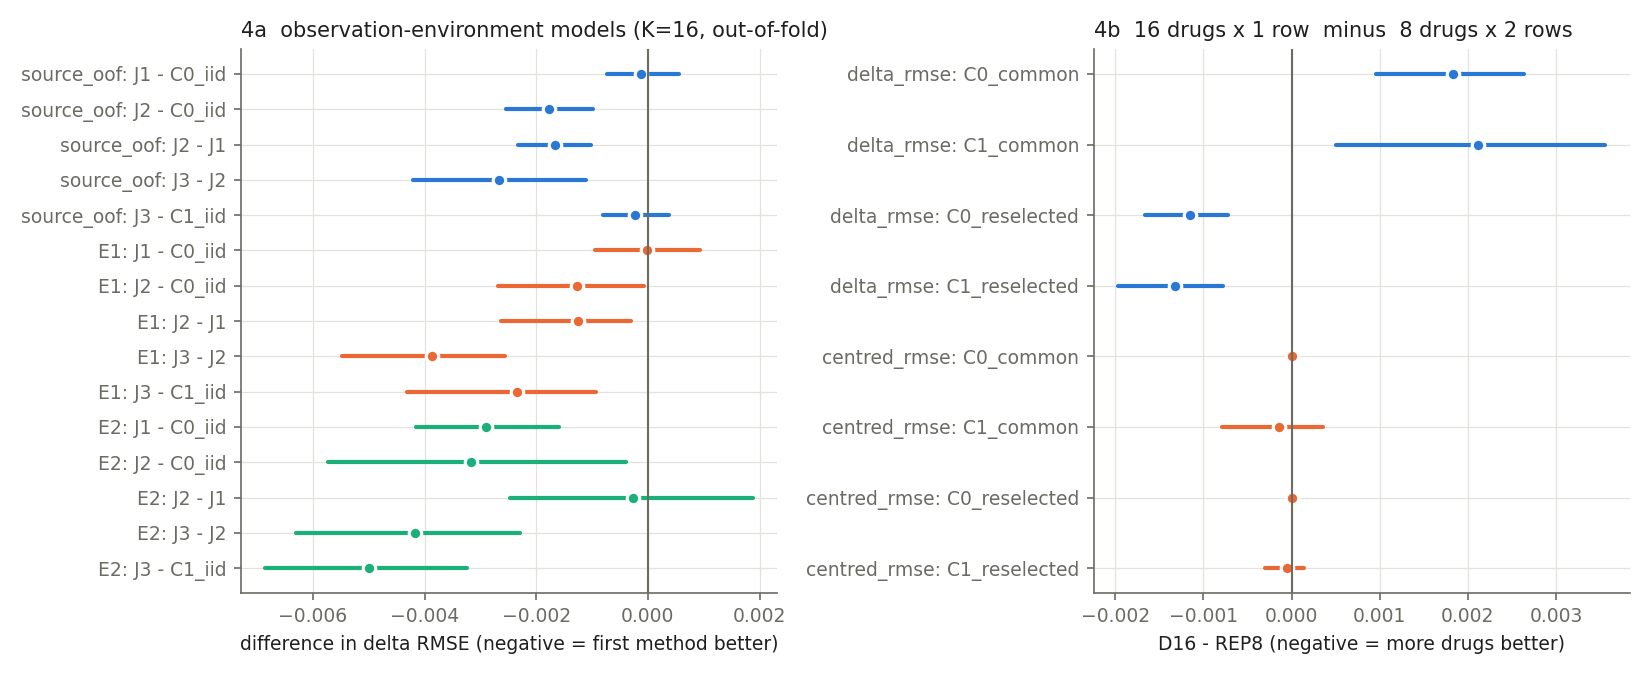 4a  observation-environment models (K=16, out-of-fold)
source_oof: J1 - C0_iid
source_oof: J2 - C0_iid
source_oof: J2 - J1
source_oof: J3 - J2
source_oof: J3 - C1_iid
E1: J1 - C0_iid
E1: J2 - C0_iid
E1: J2 - J1
E1: J3 - J2
E1: J3 - C1_iid
E2: J1 - C0_iid
E2: J2 - C0_iid
E2: J2 - J1
E2: J3 - J2
E2: J3 - C1_iid
−0.006 −0.004 −0.002 0.000 0.002
difference in delta RMSE (negative = first method better)
4b  16 drugs x 1 row  minus  8 drugs x 2 rows
delta_rmse: C0_common
delta_rmse: C1_common
delta_rmse: C0_reselected
delta_rmse: C1_reselected
centred_rmse: C0_common
centred_rmse: C1_common
centred_rmse: C0_reselected
centred_rmse: C1_reselected
−0.002 −0.001 0.000 0.001 0.002 0.003
D16 - REP8 (negative = more drugs better)